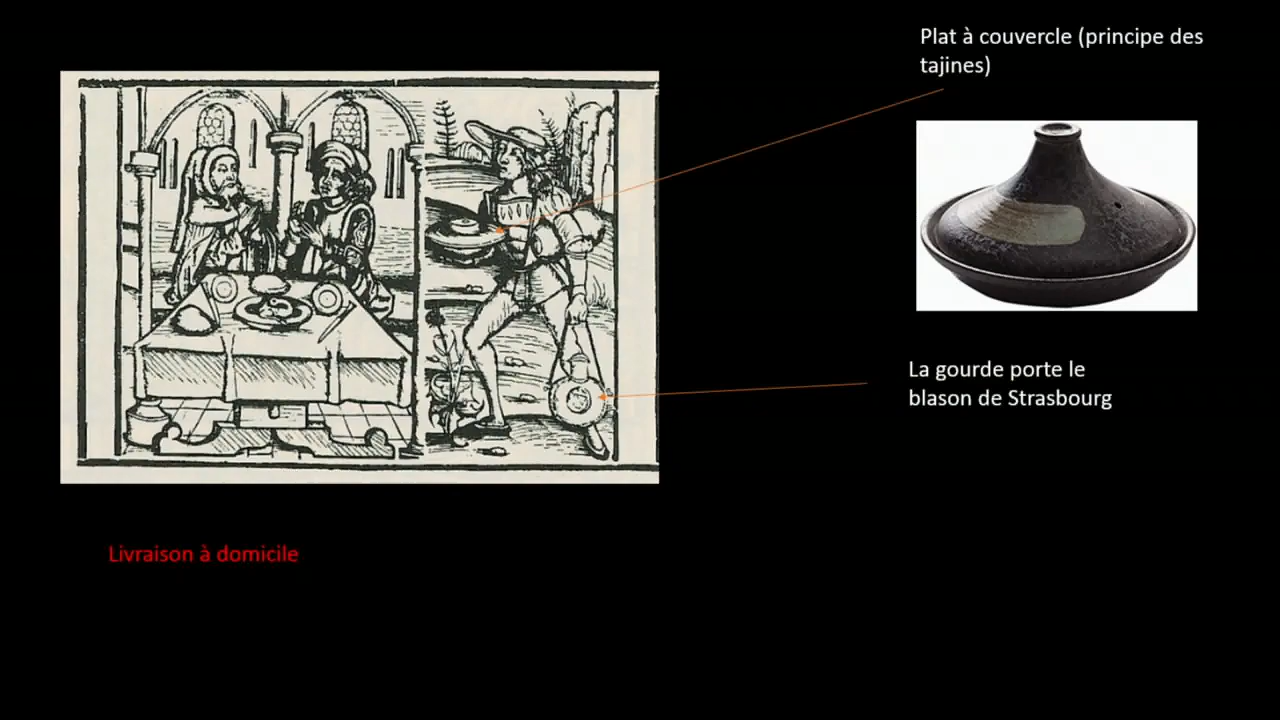 Plat à couvercle (principe des
tajines)
La gourde porte le
blason de Strasbourg
Livraison à domicile